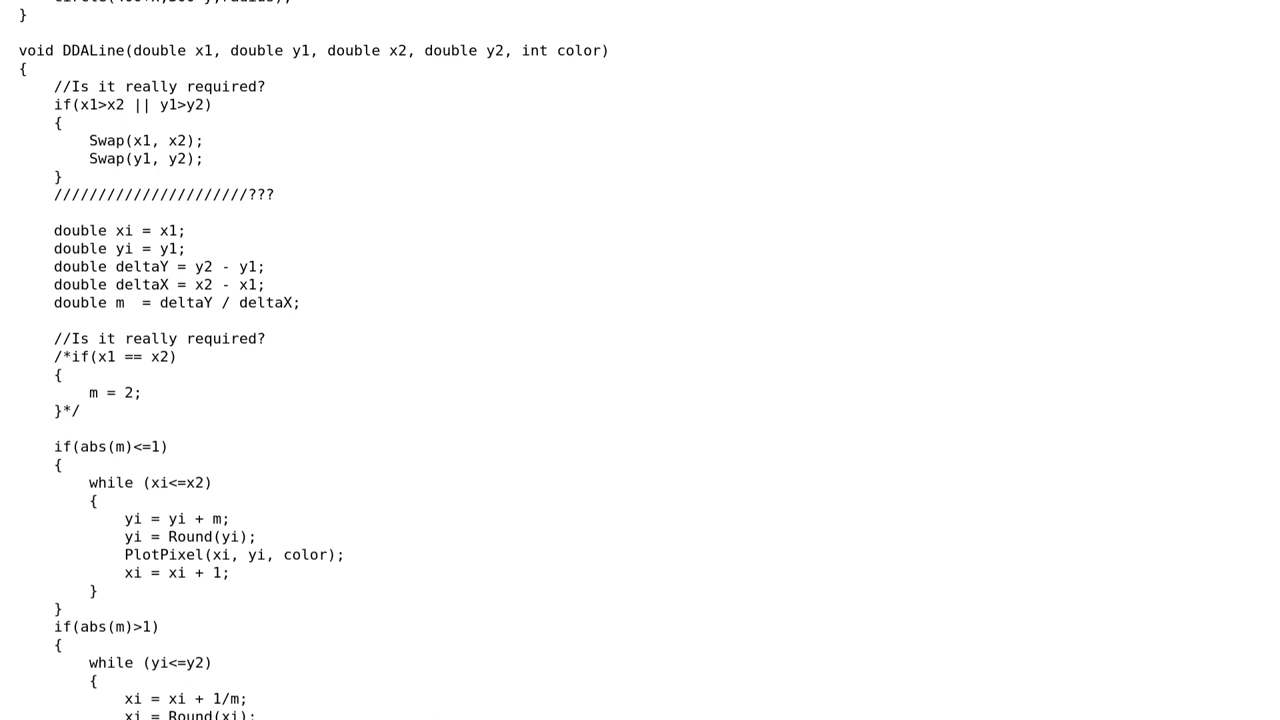 }

void DDALine(double x1, double y1, double x2, double y2, int color)
{
    //Is it really required?
    if(x1>x2 || y1>y2)
    {
        Swap(x1, x2);
        Swap(y1, y2);
    }
    //////////////////////???

    double xi = x1;
    double yi = y1;
    double deltaY = y2 - y1;
    double deltaX = x2 - x1;
    double m  = deltaY / deltaX;

    //Is it really required?
    /*if(x1 == x2)
    {
        m = 2;
    }*/

    if(abs(m)<=1)
    {
        while (xi<=x2)
        {
            yi = yi + m;
            yi = Round(yi);
            PlotPixel(xi, yi, color);
            xi = xi + 1;
        }
    }
    if(abs(m)>1)
    {
        while (yi<=y2)
        {
            xi = xi + 1/m;
            xi = Round(xi);